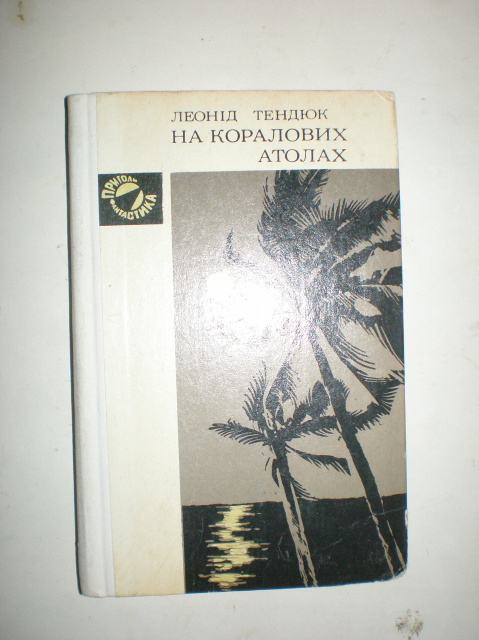 ЛЕОНІД ТЕНДЮК
НА КОРАЛОВИХ
АТОЛАХ
ПРИГОДИ
ФАНТАСТИКА